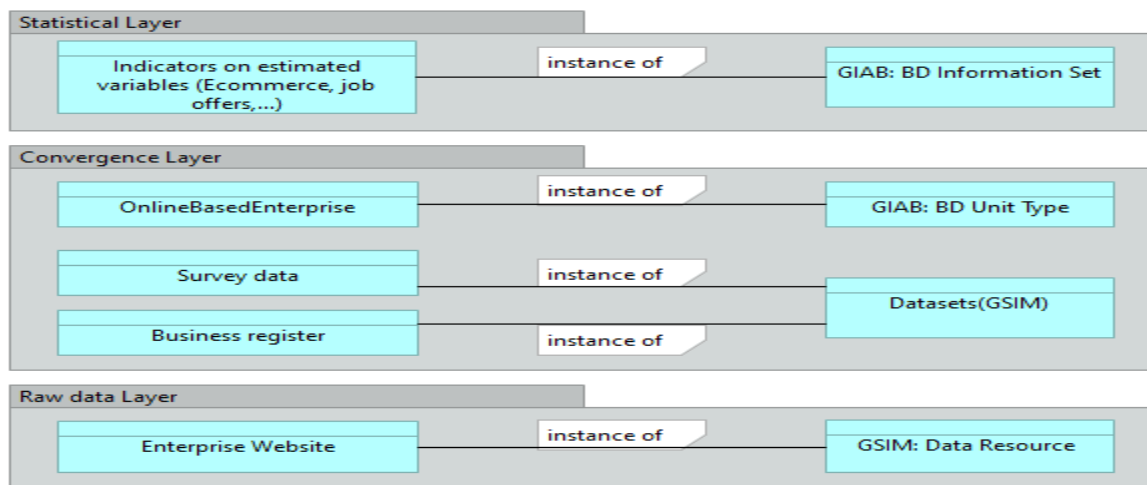 Statistical Layer
Indicators on estimated
variables (Ecommerce, job
offers,...)
instance of
GIAB: BD Information Set
Convergence Layer
OnlineBasedEnterprise
instance of
GIAB: BD Unit Type
Survey data
instance of
Datasets(GSIM)
Business register
instance of
Raw data Layer
Enterprise Website
instance of
GSIM: Data Resource